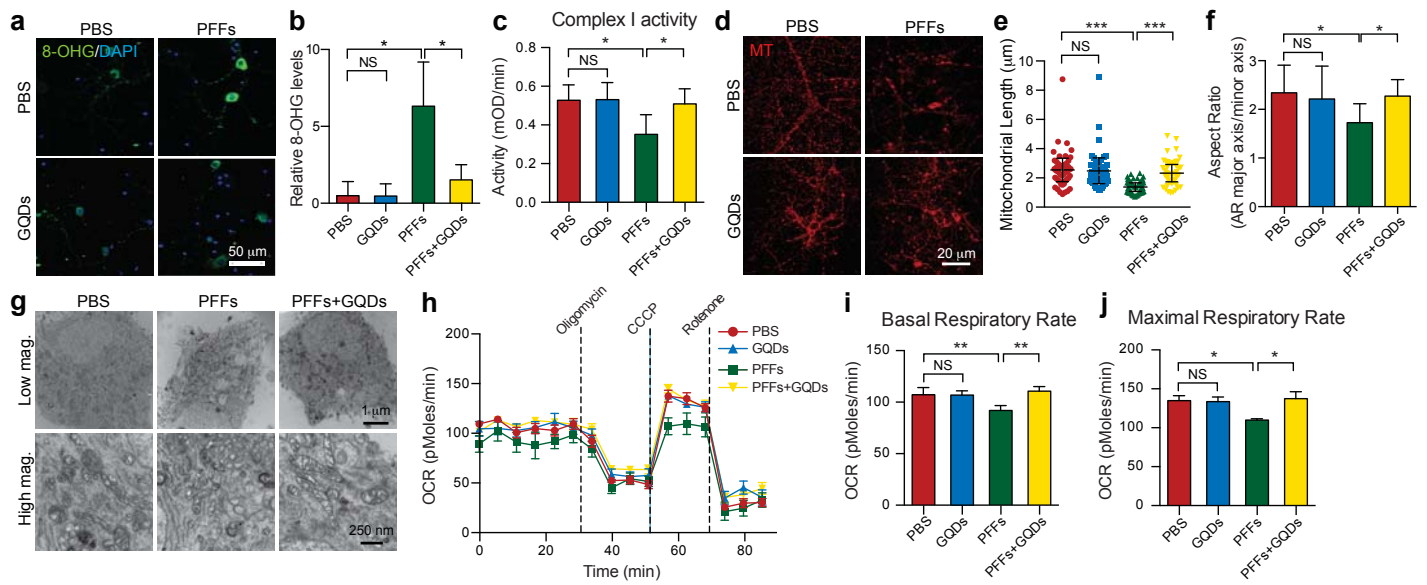 a
PBS
PFFs
8-OHG/DAPI
PBS
GQDs
50 µm
b
Relative 8-OHG levels
10
5
0
*
*
NS
PBS
GQDs
PFFs
PFFs+GQDs
c
Complex I activity
Activity (mOD/min)
0.8
0.6
0.4
0.2
0.0
*
*
NS
PBS
GQDs
PFFs
PFFs+GQDs
d
PBS
PFFs
MT
PBS
GQDs
20 µm
e
Mitochondrial Length (µm)
10
8
6
4
2
0
***
***
NS
PBS
GQDs
PFFs
PFFs+GQDs
f
Aspect Ratio
(AR major axis/minor axis)
4
3
2
1
0
*
*
NS
PBS
GQDs
PFFs
PFFs+GQDs
g
PBS
PFFs
PFFs+GQDs
Low mag.
1 µm
High mag.
250 nm
h
Oligomycin
CCCP
Rotenone
OCR (pMoles/min)
200
150
100
50
0
0
20
40
60
80
Time (min)
PBS
GQDs
PFFs
PFFs+GQDs
i
Basal Respiratory Rate
OCR (pMoles/min)
150
100
50
0
**
**
NS
PBS
GQDs
PFFs
PFFs+GQDs
j
Maximal Respiratory Rate
OCR (pMoles/min)
200
150
100
50
0
*
*
NS
PBS
GQDs
PFFs
PFFs+GQDs